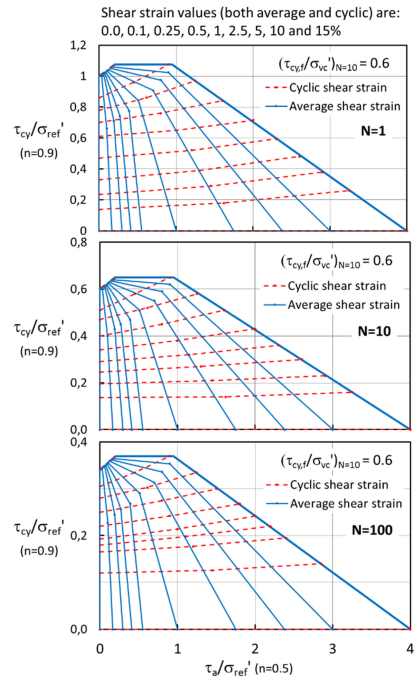 Shear strain values (both average and cyclic) are:
0.0, 0.1, 0.25, 0.5, 1, 2.5, 5, 10 and 15%
1,2
1
0,8
0,6
0,4
0,2
0
τcy/σref'
(n=0.9)
(τcy,f/σvc')N=10 = 0.6
Cyclic shear strain
Average shear strain
N=1
0,8
0,6
0,4
0,2
0,0
τcy/σref'
(n=0.9)
(τcy,f/σvc')N=10 = 0.6
Cyclic shear strain
Average shear strain
N=10
0,4
0,2
0,0
τcy/σref'
(n=0.9)
(τcy,f/σvc')N=10 = 0.6
Cyclic shear strain
Average shear strain
N=100
0 1 2 3 4
τa/σref' (n=0.5)